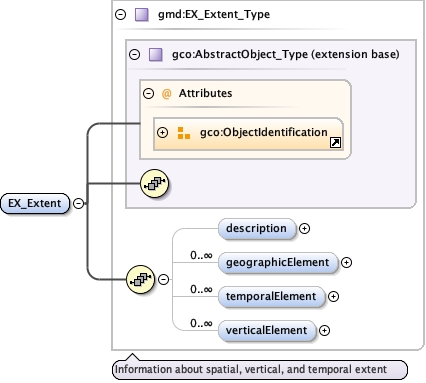 gmd:EX_Extent_Type
gco:AbstractObject_Type (extension base)
@ Attributes
gco:ObjectIdentification
EX_Extent
description
0..∞
geographicElement
0..∞
temporalElement
0..∞
verticalElement
Information about spatial, vertical, and temporal extent